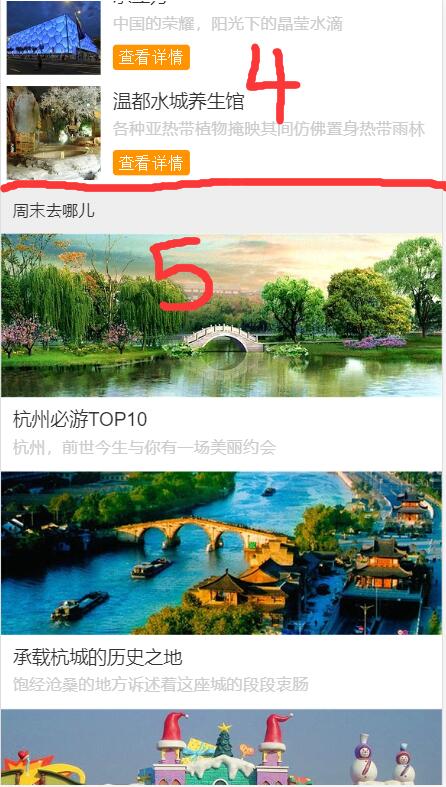 中国的荣耀，阳光下的晶莹水滴
查看详情
4
温都水城养生馆
各种亚热带植物掩映其间仿佛置身热带雨林
查看详情
周末去哪儿
5
杭州必游TOP10
杭州，前世今生与你有一场美丽约会
承载杭城的历史之地
饱经沧桑的地方诉述着这座城的段段衷肠